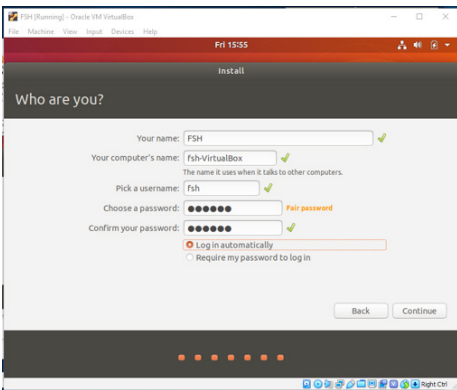 FSH [Running] - Oracle VM VirtualBox
File Machine View Input Devices Help
Fri 15:55
Install
Who are you?
Your name: FSH
Your computer's name: fsh-VirtualBox
The name it uses when it talks to other computers.
Pick a username: fsh
Choose a password: ●●●●●● Fair password
Confirm your password: ●●●●●●
Log in automatically
Require my password to log in
Back Continue
Right Ctrl